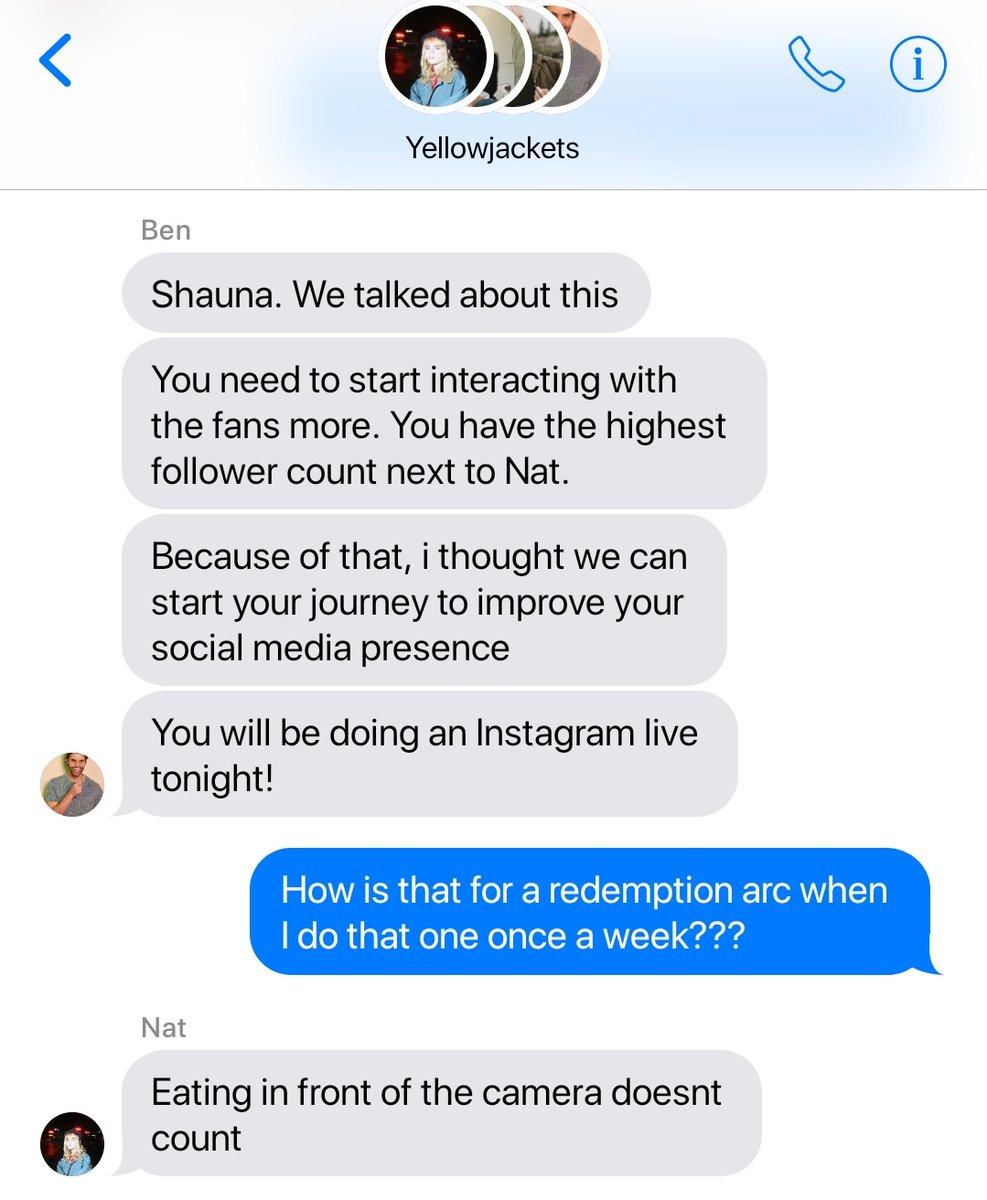 Yellowjackets
Ben
Shauna. We talked about this
You need to start interacting with
the fans more. You have the highest
follower count next to Nat.
Because of that, i thought we can
start your journey to improve your
social media presence
You will be doing an Instagram live
tonight!
How is that for a redemption arc when
I do that one once a week???
Nat
Eating in front of the camera doesnt
count